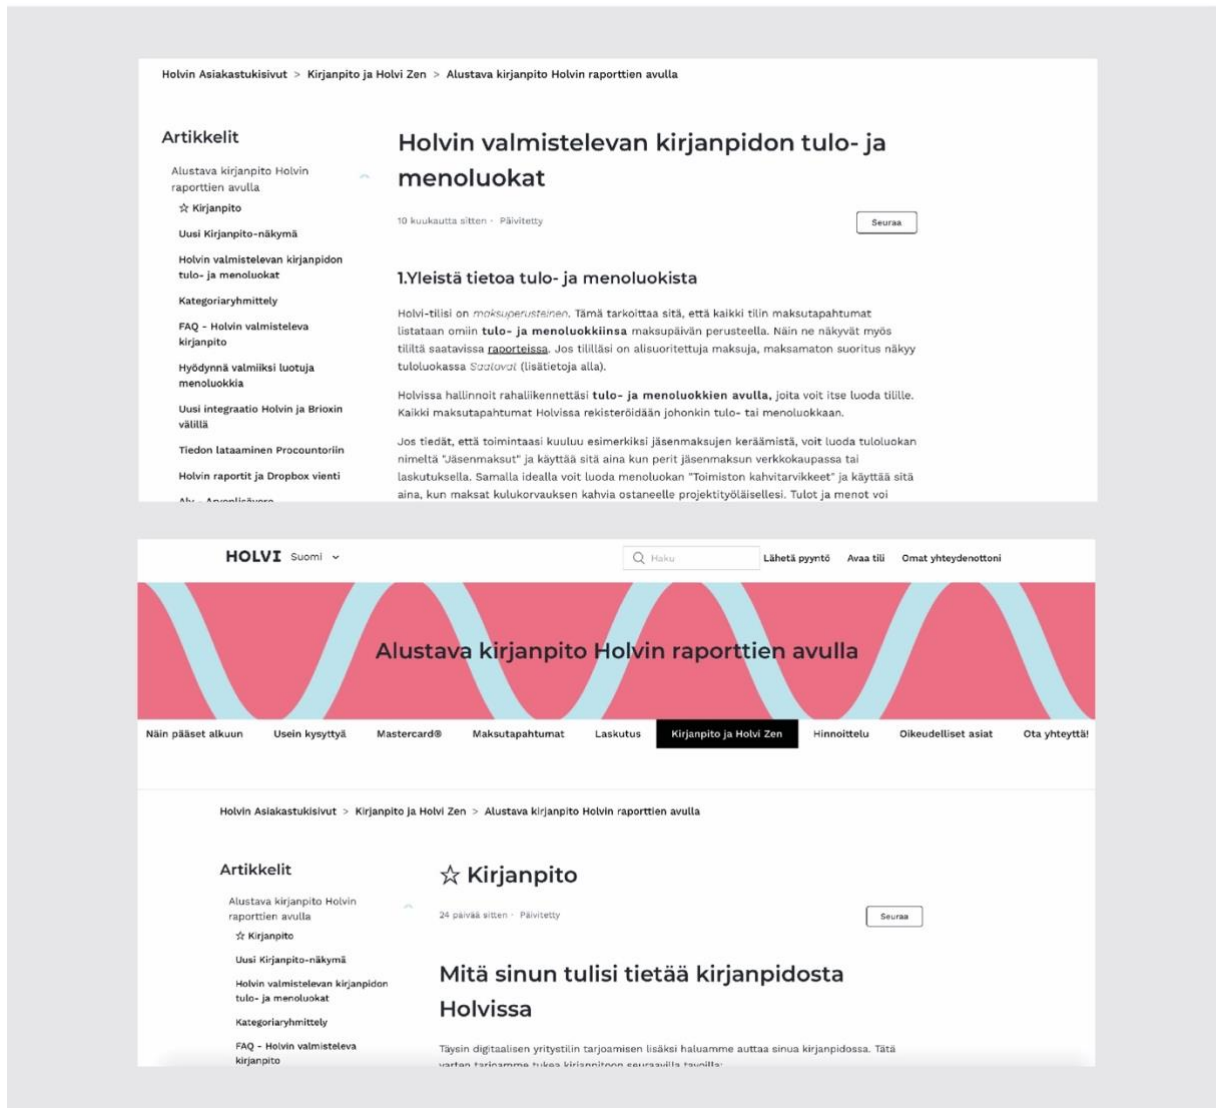 Holvin Asiakastukisivut > Kirjanpito ja Holvi Zen > Alustava kirjanpito Holvin raporttien avulla
Artikkelit
Alustava kirjanpito Holvin
raporttien avulla
☆ Kirjanpito
Uusi Kirjanpito-näkymä
Holvin valmistelevan kirjanpidon
tulo- ja menoluokat
Kategoriaryhmittely
FAQ - Holvin valmisteleva
kirjanpito
Hyödynnä valmiiksi luotuja
menoluokkia
Uusi integraatio Holvin ja Brioxin
välillä
Tiedon lataaminen Procountoriin
Holvin raportit ja Dropbox vienti
Alv - Arvonlisävero
Holvin valmistelevan kirjanpidon tulo- ja
menoluokat
10 kuukautta sitten · Päivitetty
Seuraa
1.Yleistä tietoa tulo- ja menoluokista
Holvi-tilisi on maksuperusteinen. Tämä tarkoittaa sitä, että kaikki tilin maksutapahtumat
listataan omiin tulo- ja menoluokkiinsa maksupäivän perusteella. Näin ne näkyvät myös
tililtä saatavissa raporteissa. Jos tililläsi on alisuoritettuja maksuja, maksamaton suoritus näkyy
tuloluokassa Saatavat (lisätietoja alla).
Holvissa hallinnoit rahaliikennettäsi tulo- ja menoluokkien avulla, joita voit itse luoda tilille.
Kaikki maksutapahtumat Holvissa rekisteröidään johonkin tulo- tai menoluokkaan.
Jos tiedät, että toimintaasi kuuluu esimerkiksi jäsenmaksujen keräämistä, voit luoda tuloluokan
nimeltä "Jäsenmaksut" ja käyttää sitä aina kun perit jäsenmaksun verkkokaupassa tai
laskutuksella. Samalla idealla voit luoda menoluokan "Toimiston kahvitarvikkeet" ja käyttää sitä
aina, kun maksat kulukorvauksen kahvia ostaneelle projektityöläisellesi. Tulot ja menot voi
HOLVI Suomi
Haku
Lähetä pyyntö Avaa tili Omat yhteydenottoni
Alustava kirjanpito Holvin raporttien avulla
Näin pääset alkuun Usein kysyttyä Mastercard® Maksutapahtumat Laskutus Kirjanpito ja Holvi Zen Hinnoittelu Oikeudelliset asiat Ota yhteyttä!
Holvin Asiakastukisivut > Kirjanpito ja Holvi Zen > Alustava kirjanpito Holvin raporttien avulla
Artikkelit
Alustava kirjanpito Holvin
raporttien avulla
☆ Kirjanpito
Uusi Kirjanpito-näkymä
Holvin valmistelevan kirjanpidon
tulo- ja menoluokat
Kategoriaryhmittely
FAQ - Holvin valmisteleva
kirjanpito
☆ Kirjanpito
24 päivää sitten · Päivitetty
Seuraa
Mitä sinun tulisi tietää kirjanpidosta
Holvissa
Täysin digitaalisen yritystilin tarjoamisen lisäksi haluamme auttaa sinua kirjanpidossa. Tätä
varten tarjoamme tukea kirjanpitoon seuraavilla tavoilla: